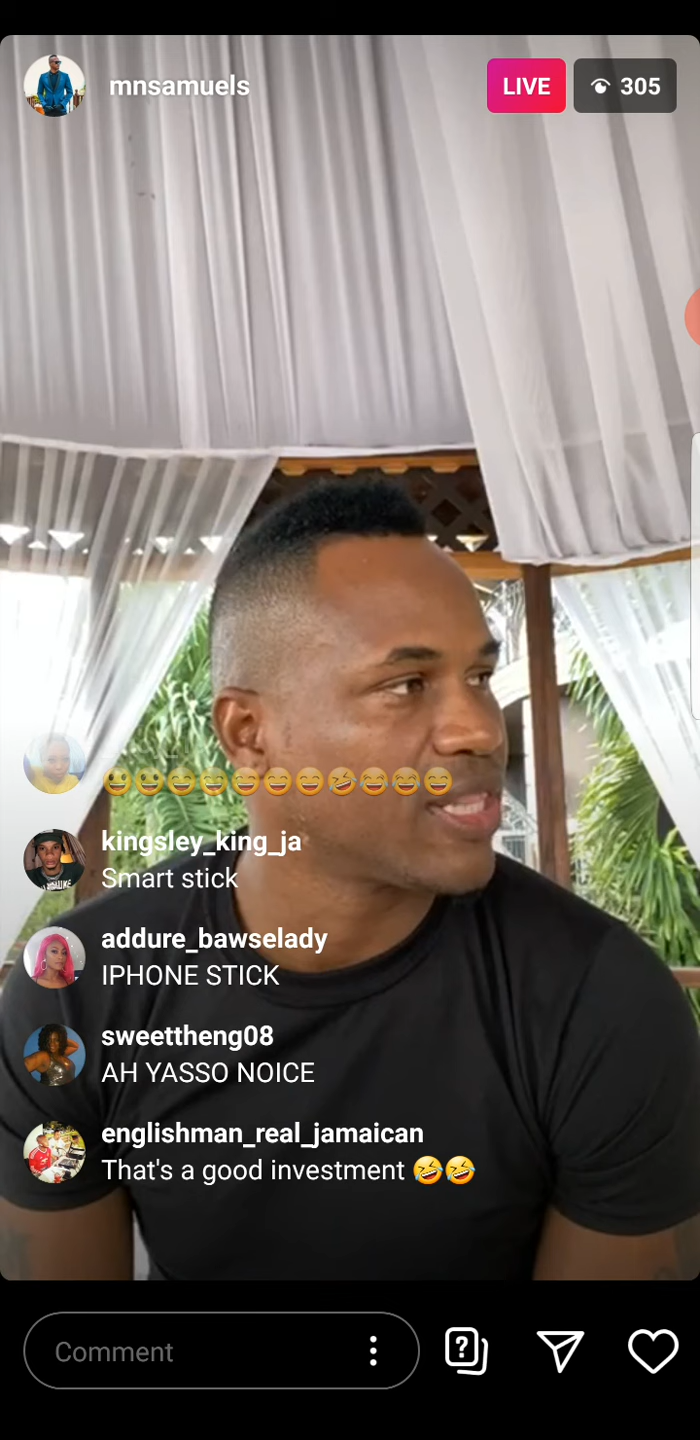 mnsamuels
LIVE
305
😃😃😄😄😄😄😄🤣😂😂😄
kingsley_king_ja
Smart stick
addure_bawselady
IPHONE STICK
sweettheng08
AH YASSO NOICE
englishman_real_jamaican
That's a good investment 🤣🤣
Comment